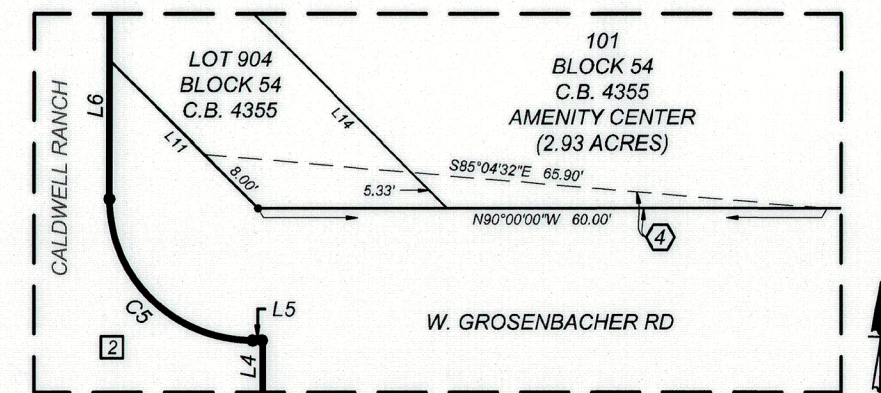 LOT 904
BLOCK 54
C.B. 4355
101
BLOCK 54
C.B. 4355
AMENITY CENTER
(2.93 ACRES)
CALDWELL RANCH
L6
L11
L14
8.00'
S85°04'32"E 65.90'
5.33'
N90°00'00"W 60.00'
4
C5
L5
W. GROSENBACHER RD
2
L4